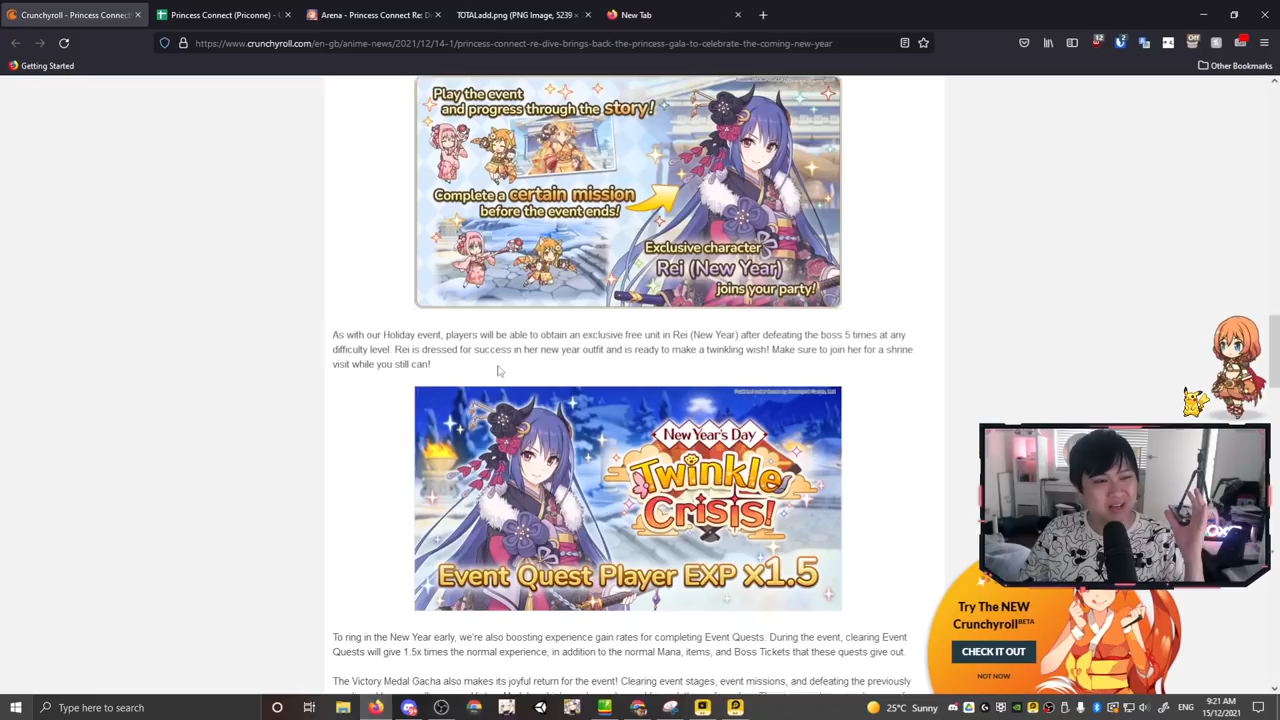 Crunchyroll - Princess Connect
Princess Connect (Priconne) -
Arena - Princess Connect Re: D
TOTALadd.png (PNG Image, 5239 ×
New Tab
https://www.crunchyroll.com/en-gb/anime-news/2021/12/14-1/princess-connect-re-dive-brings-back-the-princess-gala-to-celebrate-the-coming-new-year
Getting Started
Other Bookmarks
Play the event
and progress through the story!
Complete a certain mission
before the event ends!
Exclusive character
Rei (New Year)
joins your party!
As with our Holiday event, players will be able to obtain an exclusive free unit in Rei (New Year) after defeating the boss 5 times at any
difficulty level. Rei is dressed for success in her new year outfit and is ready to make a twinkling wish! Make sure to join her for a shrine
visit while you still can!
New Year's Day
Twinkle
Crisis!
Event Quest Player EXP x1.5
To ring in the New Year early, we're also boosting experience gain rates for completing Event Quests. During the event, clearing Event
Quests will give 1.5x times the normal experience, in addition to the normal Mana, items, and Boss Tickets that these quests give out.
The Victory Medal Gacha also makes its joyful return for the event! Clearing event stages, event missions, and defeating the previously
Try The NEW
Crunchyroll BETA
CHECK IT OUT
NOT NOW
Type here to search
25°C Sunny
ENG
9:21 AM
15/12/2021